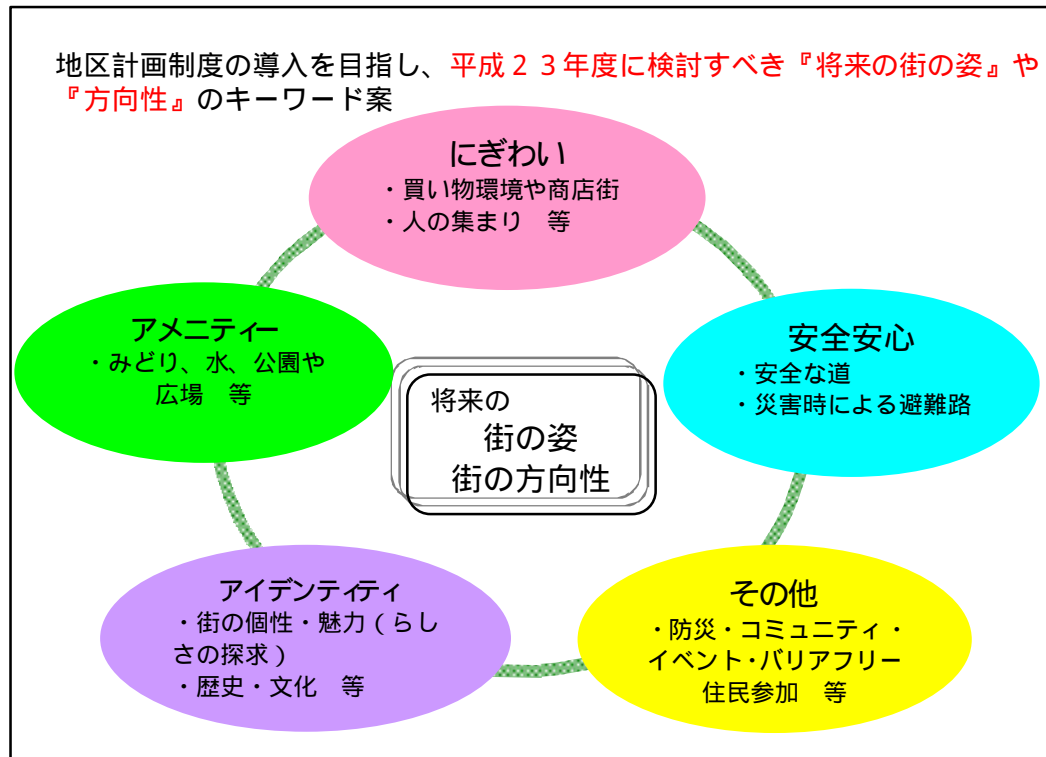 地区計画制度の導入を目指し、平成２３年度に検討すべき『将来の街の姿』や
『方向性』のキーワード案
にぎわい
・買い物環境や商店街
・人の集まり　等
アメニティー
・みどり、水、公園や
広場　等
安全安心
・安全な道
・災害時による避難路
将来の
街の姿
街の方向性
アイデンティティ
・街の個性・魅力（らし
さの探求）
・歴史・文化　等
その他
・防災・コミュニティ・
イベント・バリアフリー
住民参加　等